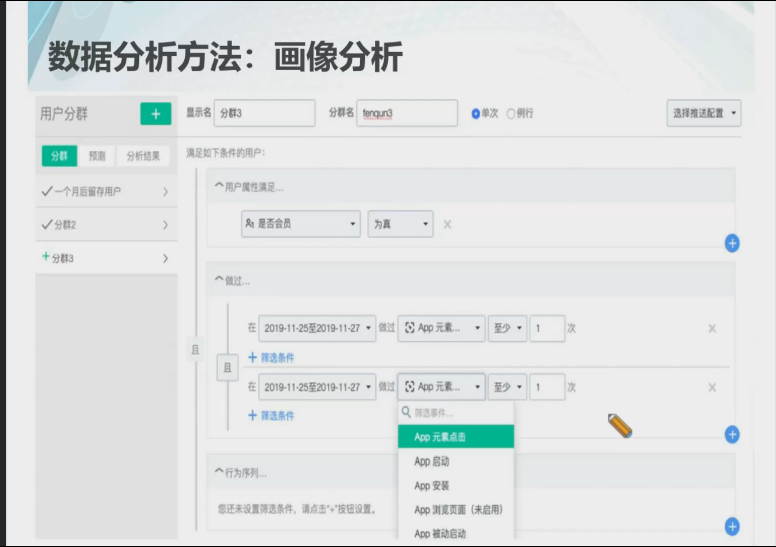 数据分析方法：画像分析
用户分群
显示名 分群3 分群名 fenqun3 单次 例行 选择推送配置
分群 预测 分析结果
满足如下条件的用户：
一个月后留存用户
用户属性满足...
分群2
是否会员 为真
分群3
做过...
在 2019-11-25至2019-11-27 做过 App 元素... 至少 1 次
且
筛选条件
且
在 2019-11-25至2019-11-27 做过 App 元素... 至少 1 次
筛选条件
筛选事件...
App 元素点击
App 启动
行为序列...
App 安装
您还未设置筛选条件，请点击"+"按钮设置。
App 浏览页面（未启用）
App 被动启动